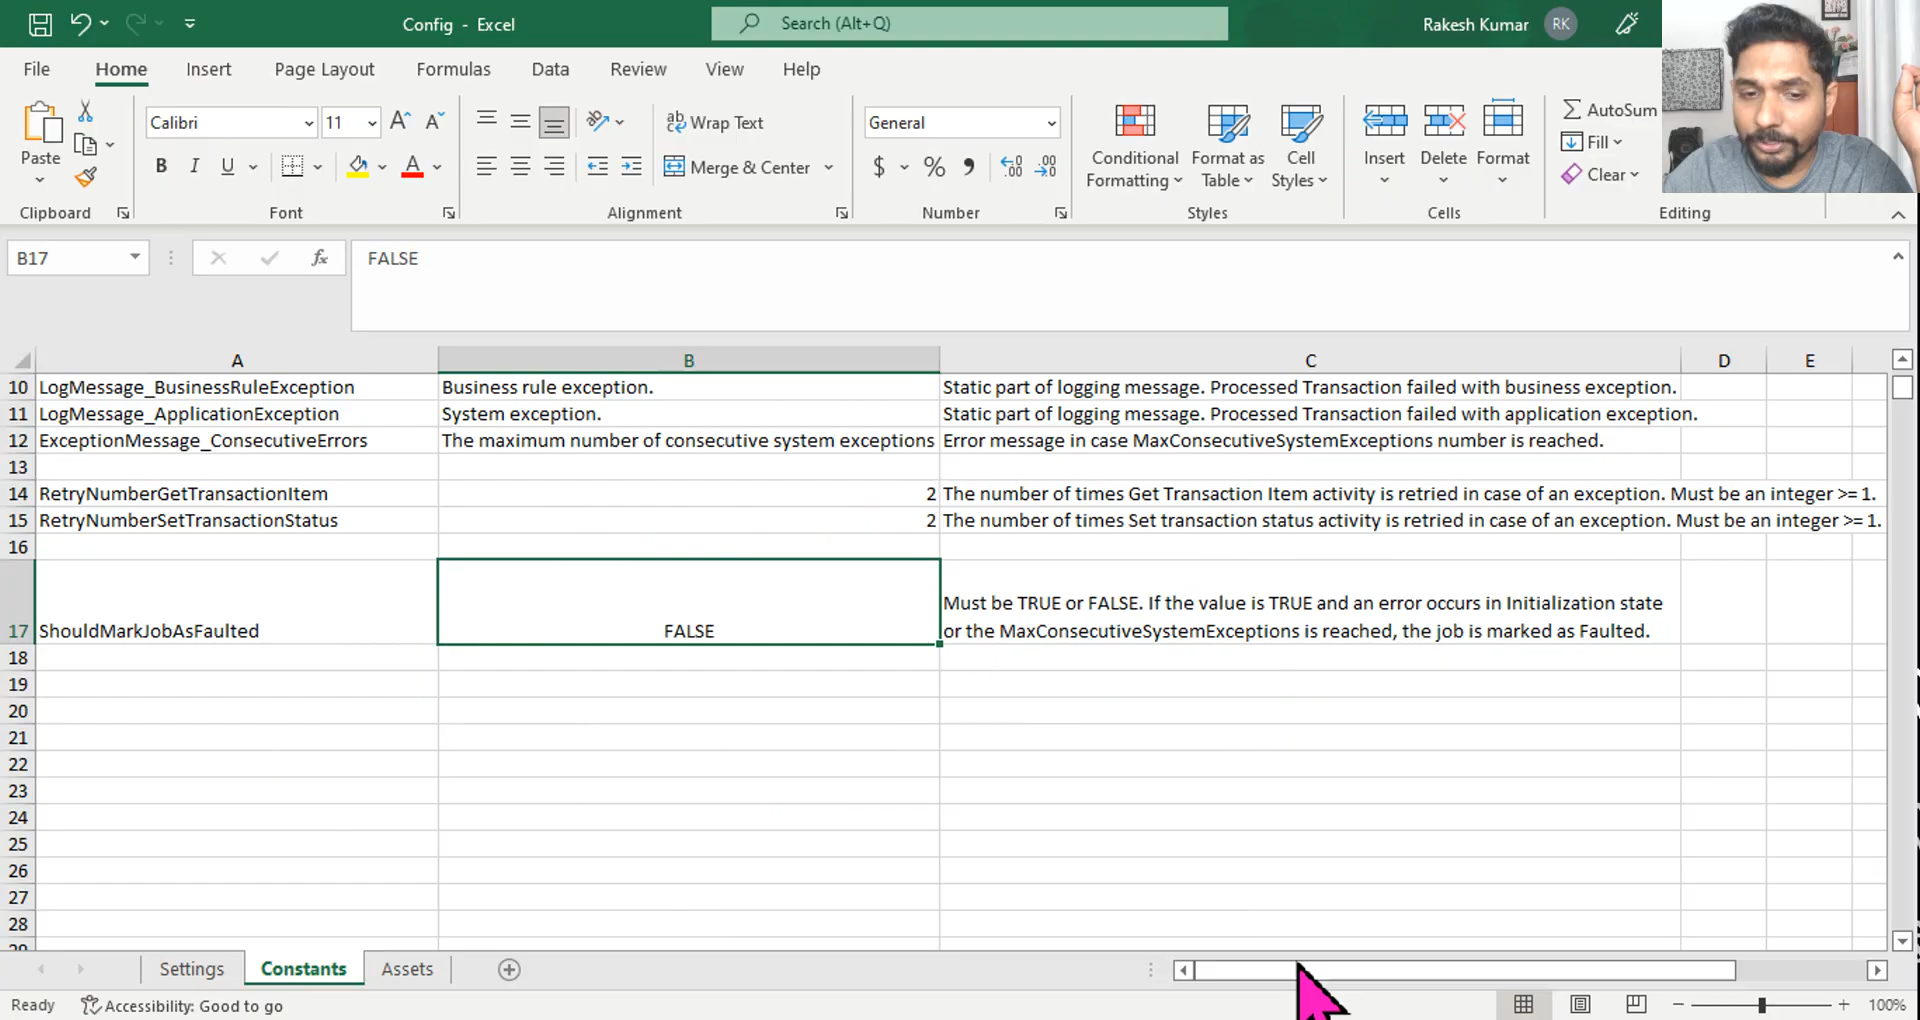 Config - Excel
Search (Alt+Q)
Rakesh Kumar RK
File Home Insert Page Layout Formulas Data Review View Help
Paste
Clipboard
Calibri 11
B I U
Font
Wrap Text
Merge & Center
Alignment
General
$ % ,
Number
Conditional Formatting
Format as Table
Cell Styles
Styles
Insert
Delete
Format
Cells
AutoSum
Fill
Clear
Editing
B17 fx FALSE
A B C D E
10 LogMessage_BusinessRuleException Business rule exception. Static part of logging message. Processed Transaction failed with business exception.
11 LogMessage_ApplicationException System exception. Static part of logging message. Processed Transaction failed with application exception.
12 ExceptionMessage_ConsecutiveErrors The maximum number of consecutive system exceptions Error message in case MaxConsecutiveSystemExceptions number is reached.
13
14 RetryNumberGetTransactionItem 2 The number of times Get Transaction Item activity is retried in case of an exception. Must be an integer >= 1.
15 RetryNumberSetTransactionStatus 2 The number of times Set transaction status activity is retried in case of an exception. Must be an integer >= 1.
16
Must be TRUE or FALSE. If the value is TRUE and an error occurs in Initialization state
17 ShouldMarkJobAsFaulted FALSE or the MaxConsecutiveSystemExceptions is reached, the job is marked as Faulted.
18
19
20
21
22
23
24
25
26
27
28
29
Settings Constants Assets
Ready Accessibility: Good to go 100%